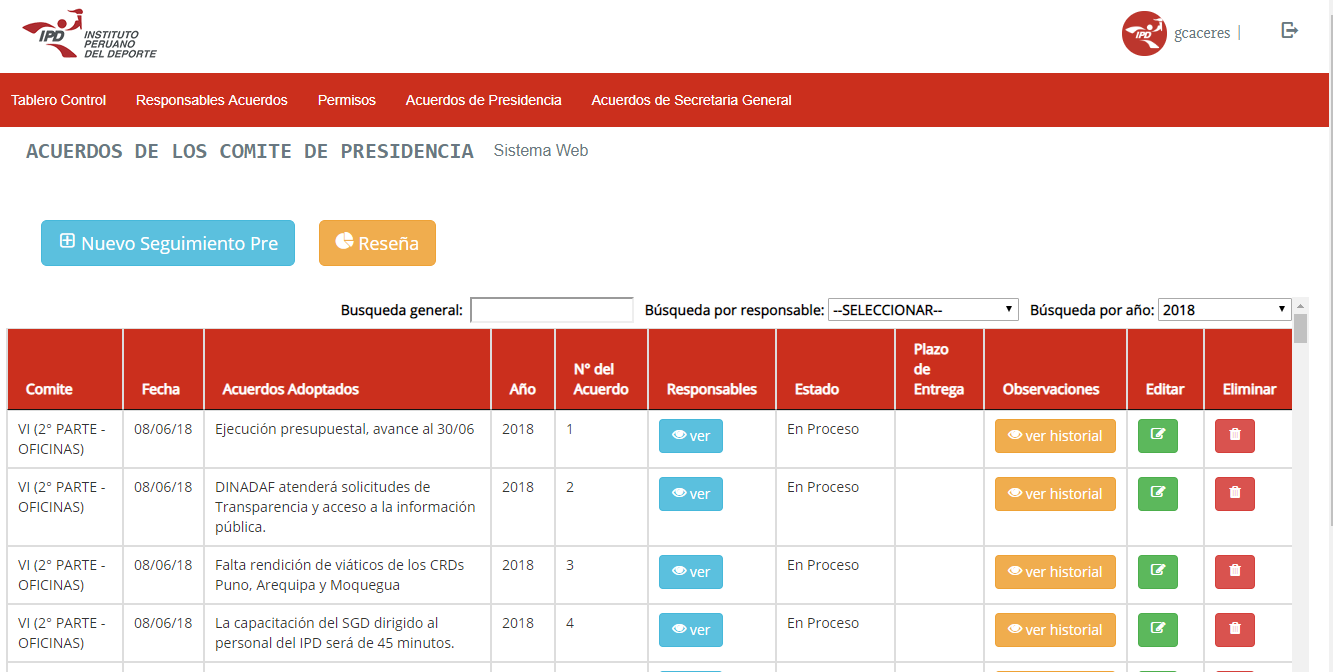 IPD INSTITUTO
PERUANO
DEL DEPORTE
IPD gcaceres |
Tablero Control Responsables Acuerdos Permisos Acuerdos de Presidencia Acuerdos de Secretaria General
ACUERDOS DE LOS COMITE DE PRESIDENCIA Sistema Web
Nuevo Seguimiento Pre Reseña
Busqueda general: Búsqueda por responsable: --SELECCIONAR-- Búsqueda por año: 2018
Comite Fecha Acuerdos Adoptados Año N° del Acuerdo Responsables Estado Plazo de Entrega Observaciones Editar Eliminar
VI (2° PARTE - 08/06/18 Ejecución presupuestal, avance al 30/06 2018 1 ver En Proceso ver historial
OFICINAS)
VI (2° PARTE - 08/06/18 DINADAF atenderá solicitudes de 2018 2 ver En Proceso ver historial
OFICINAS) Transparencia y acceso a la información
pública.
VI (2° PARTE - 08/06/18 Falta rendición de viáticos de los CRDs 2018 3 ver En Proceso ver historial
OFICINAS) Puno, Arequipa y Moquegua
VI (2° PARTE - 08/06/18 La capacitación del SGD dirigido al 2018 4 ver En Proceso ver historial
OFICINAS) personal del IPD será de 45 minutos.